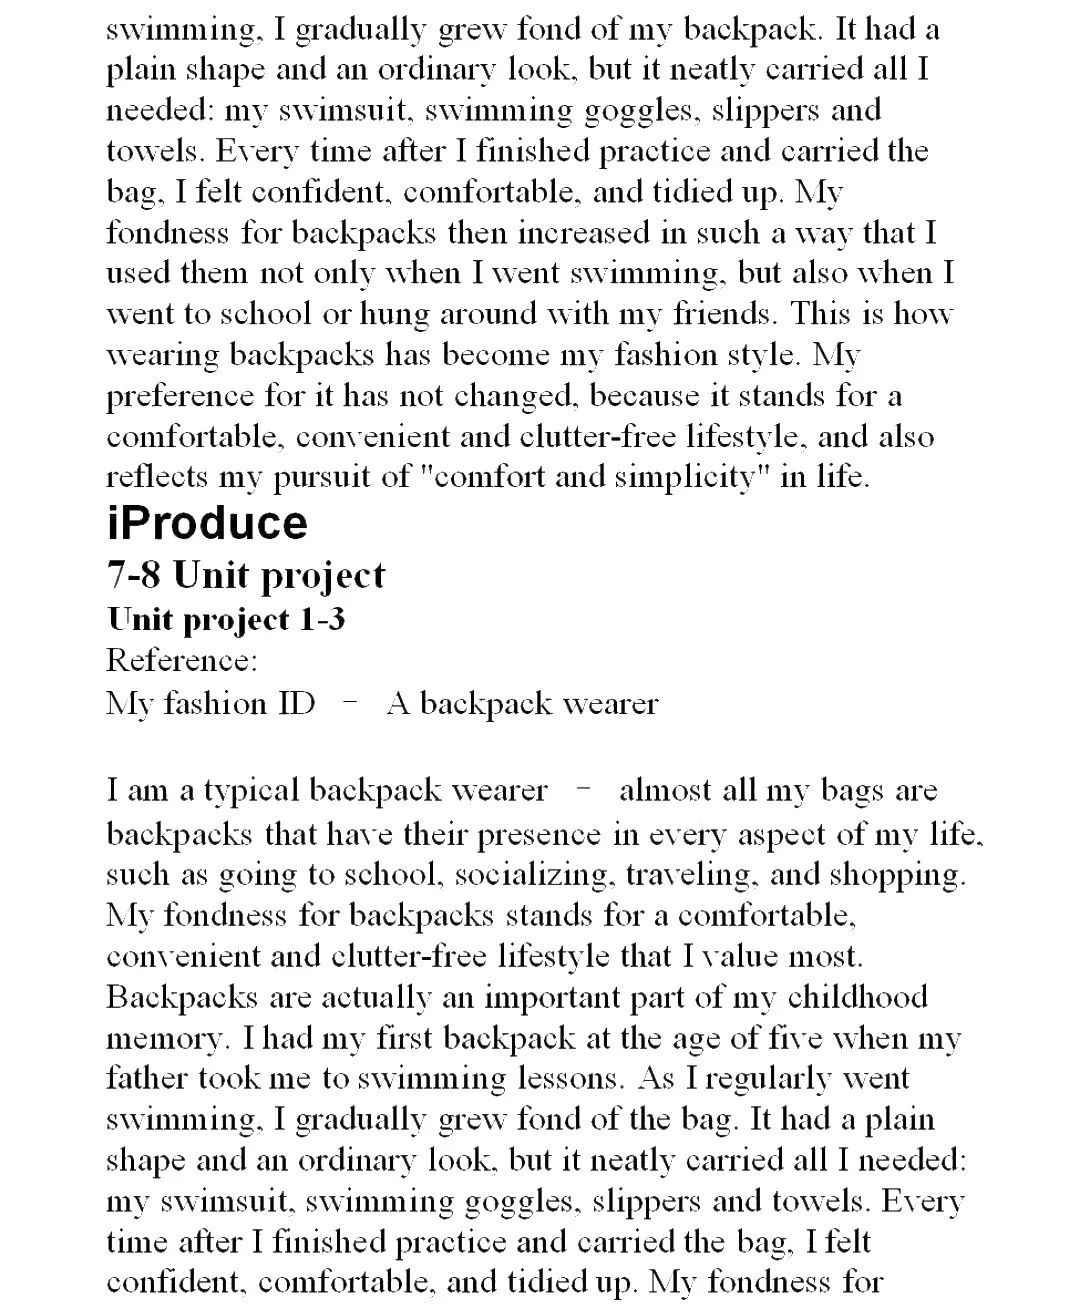 swimming, I gradually grew fond of my backpack. It had a
plain shape and an ordinary look, but it neatly carried all I
needed: my swimsuit, swimming goggles, slippers and
towels. Every time after I finished practice and carried the
bag, I felt confident, comfortable, and tidied up. My
fondness for backpacks then increased in such a way that I
used them not only when I went swimming, but also when I
went to school or hung around with my friends. This is how
wearing backpacks has become my fashion style. My
preference for it has not changed, because it stands for a
comfortable, convenient and clutter-free lifestyle, and also
reflects my pursuit of "comfort and simplicity" in life.
iProduce
7-8 Unit project
Unit project 1-3
Reference:
My fashion ID – A backpack wearer
I am a typical backpack wearer – almost all my bags are
backpacks that have their presence in every aspect of my life,
such as going to school, socializing, traveling, and shopping.
My fondness for backpacks stands for a comfortable,
convenient and clutter-free lifestyle that I value most.
Backpacks are actually an important part of my childhood
memory. I had my first backpack at the age of five when my
father took me to swimming lessons. As I regularly went
swimming, I gradually grew fond of the bag. It had a plain
shape and an ordinary look, but it neatly carried all I needed:
my swimsuit, swimming goggles, slippers and towels. Every
time after I finished practice and carried the bag, I felt
confident, comfortable, and tidied up. My fondness for